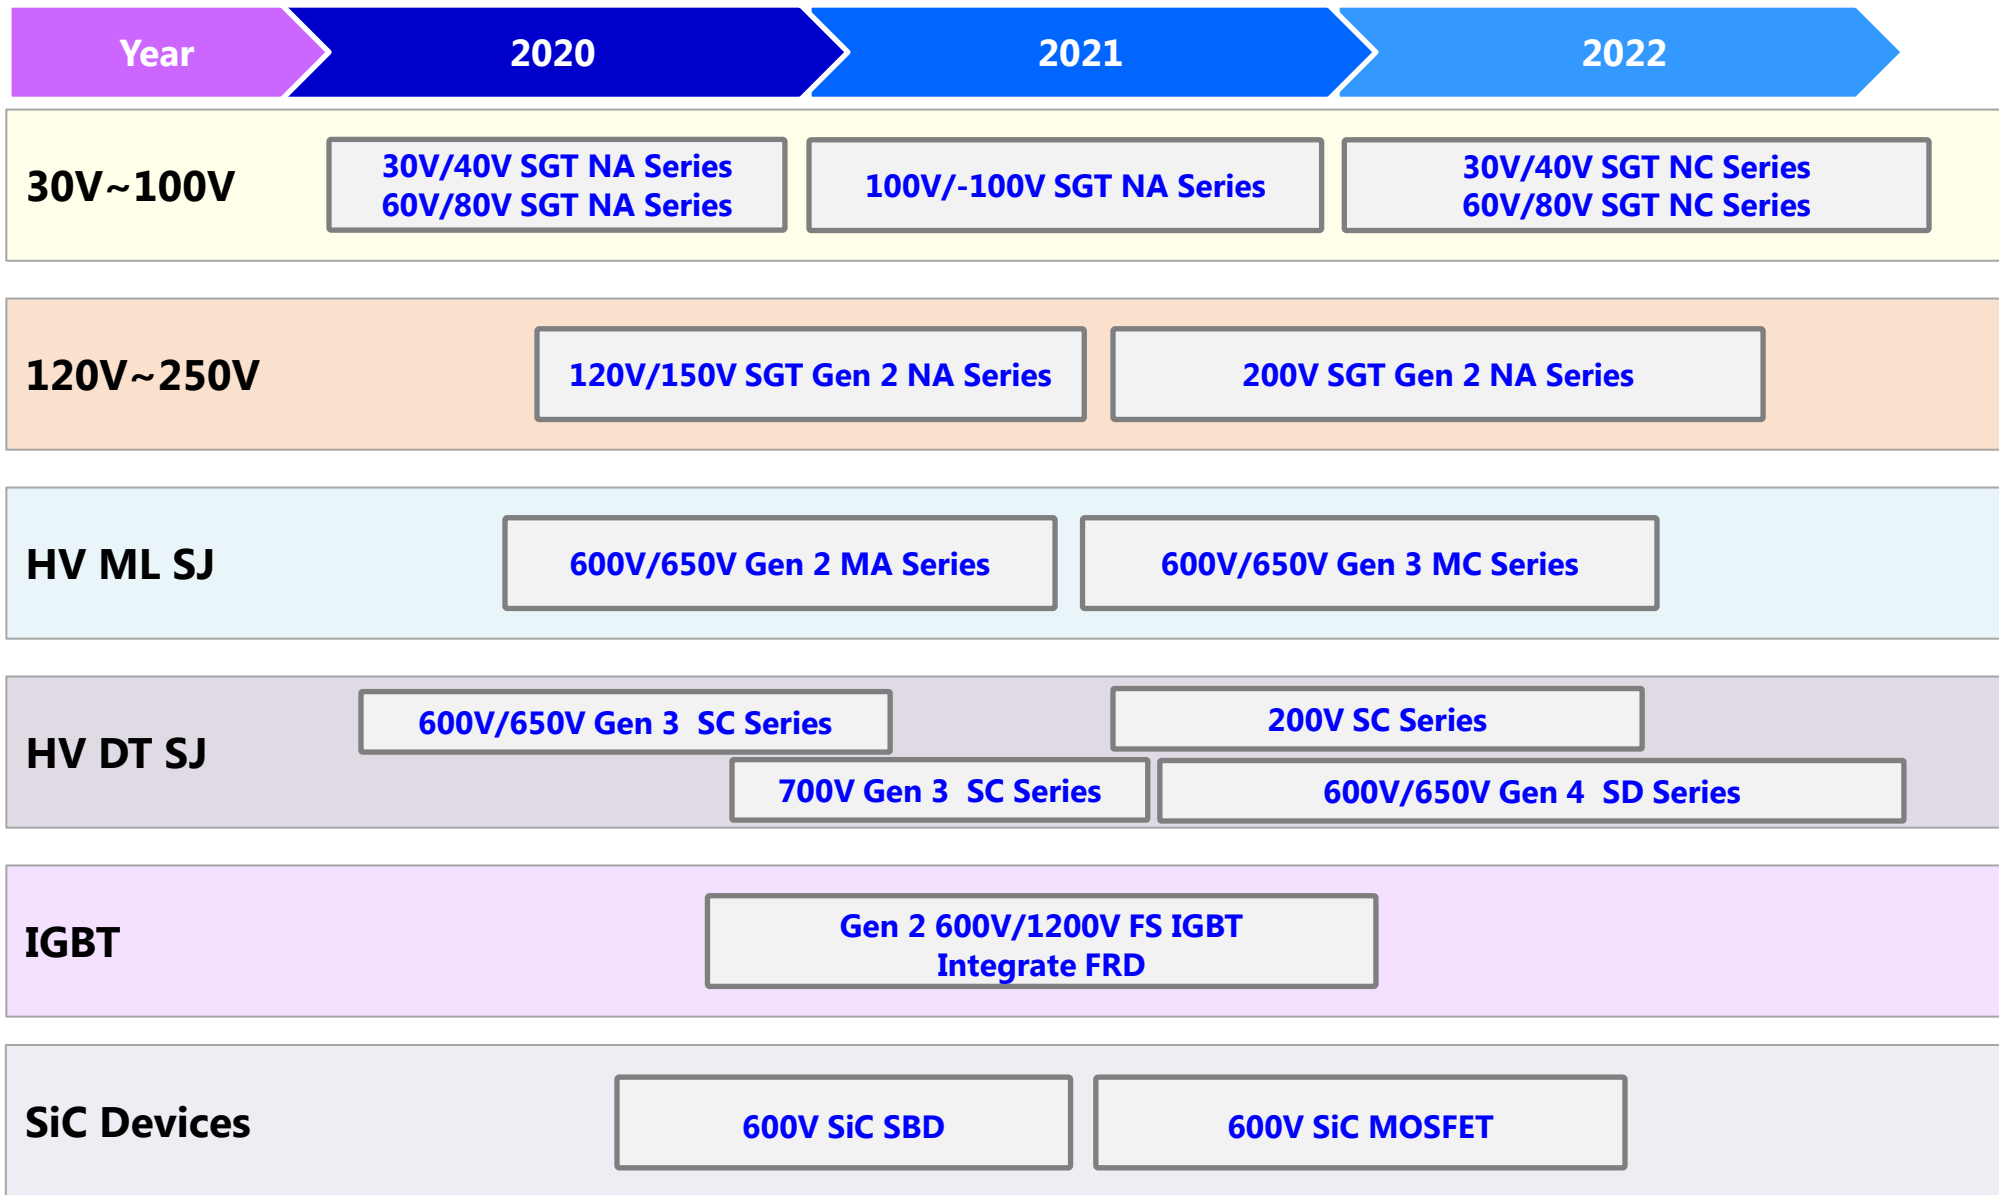 Year
2020
2021
2022
30V~100V
30V/40V SGT NA Series
60V/80V SGT NA Series
100V/-100V SGT NA Series
30V/40V SGT NC Series
60V/80V SGT NC Series
120V~250V
120V/150V SGT Gen 2 NA Series
200V SGT Gen 2 NA Series
HV ML SJ
600V/650V Gen 2 MA Series
600V/650V Gen 3 MC Series
HV DT SJ
600V/650V Gen 3  SC Series
200V SC Series
700V Gen 3  SC Series
600V/650V Gen 4  SD Series
IGBT
Gen 2 600V/1200V FS IGBT
Integrate FRD
SiC Devices
600V SiC SBD
600V SiC MOSFET